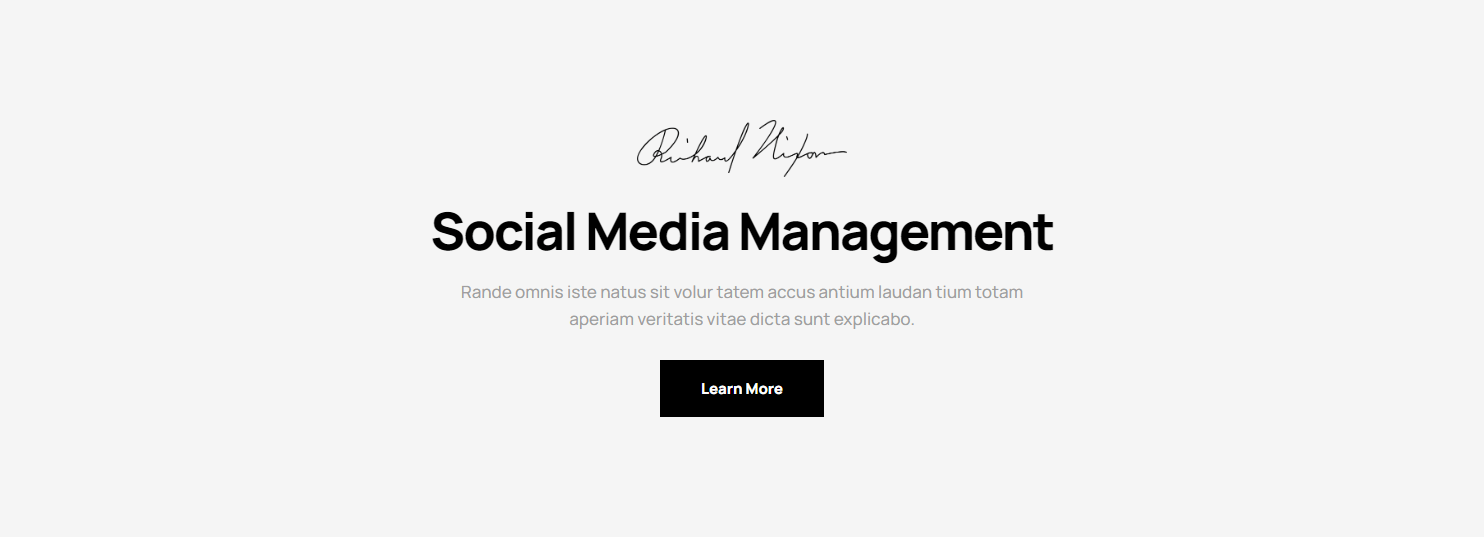 Richard Nixon
Social Media Management
Rande omnis iste natus sit volur tatem accus antium laudan tium totam
aperiam veritatis vitae dicta sunt explicabo.
Learn More